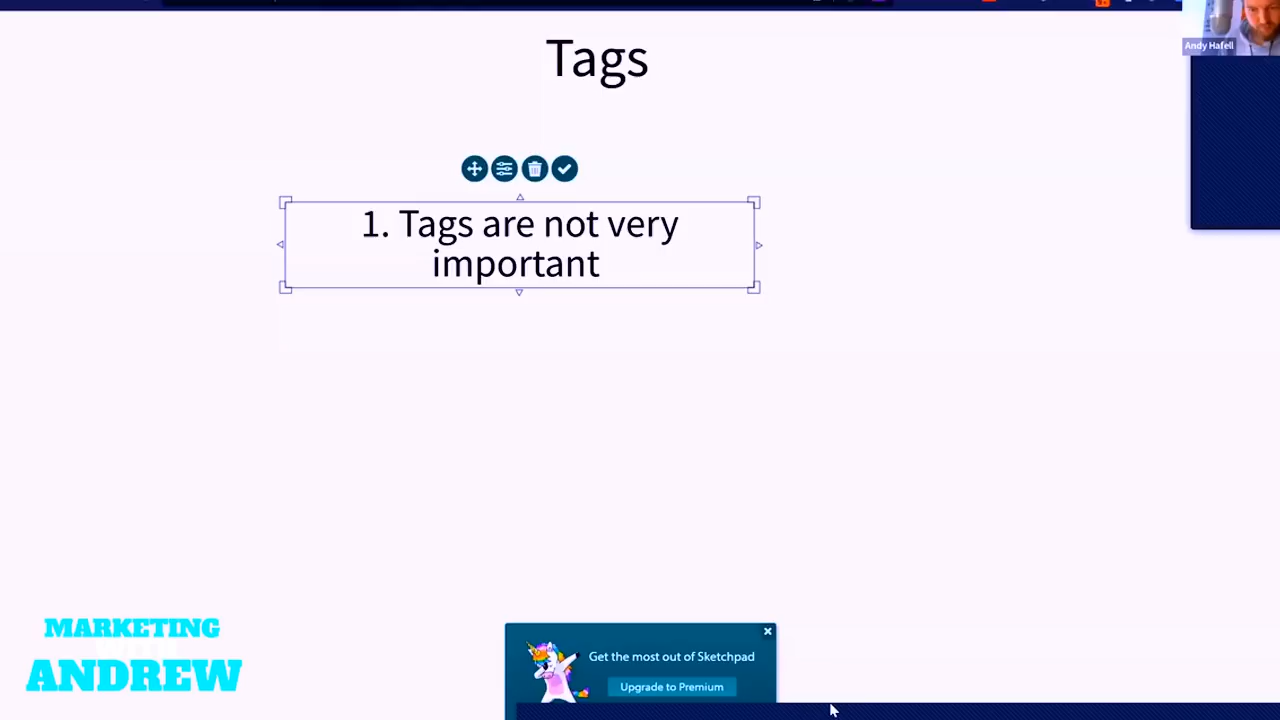 Tags
Andy Hafell
1. Tags are not very
important
MARKETING
WITH
ANDREW
Get the most out of Sketchpad
Upgrade to Premium